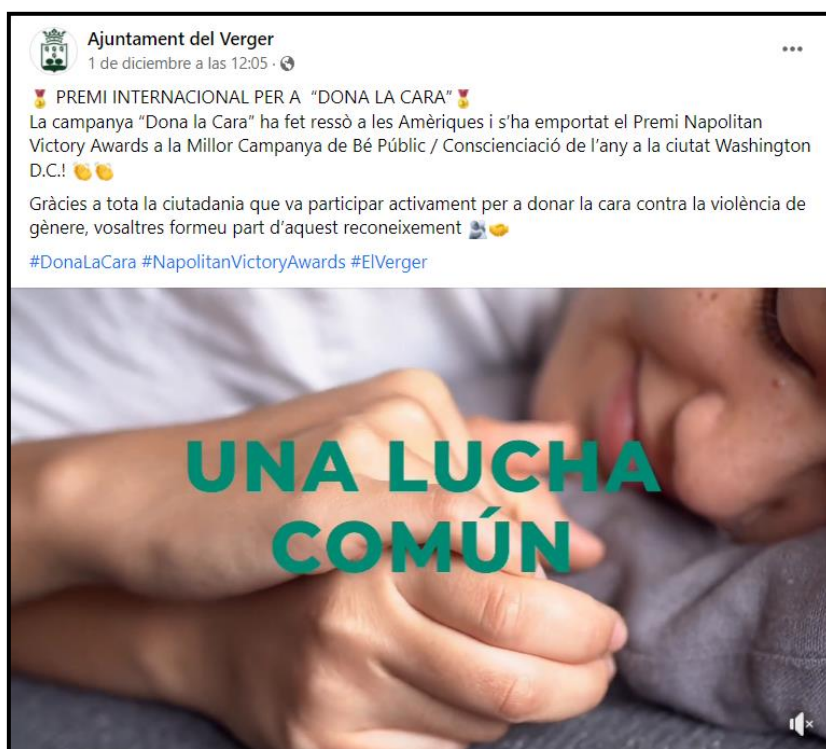 Ajuntament del Verger
1 de diciembre a las 12:05 ·
🏅 PREMI INTERNACIONAL PER A “DONA LA CARA”🏅
La campanya “Dona la Cara” ha fet ressò a les Amèriques i s’ha emportat el Premi Napolitan
Victory Awards a la Millor Campanya de Bé Públic / Conscienciació de l’any a la ciutat Washington
D.C.! 👏👏
Gràcies a tota la ciutadania que va participar activament per a donar la cara contra la violència de
gènere, vosaltres formeu part d’aquest reconeixement 🫂🤝
#DonaLaCara #NapolitanVictoryAwards #ElVerger
UNA LUCHA
COMÚN